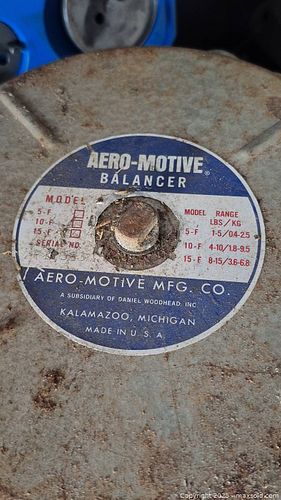 AERO-MOTIVE®
BALANCER
MODEL
5-F
10-F
15-F
SERIAL NO.
MODEL RANGE
LBS/KG
5-F 1-5/0.4-2.5
10-F 4-10/1.8-9.5
15-F 8-15/3.6-6.8
AERO-MOTIVE MFG. CO.
A SUBSIDIARY OF DANIEL WOODHEAD, INC
KALAMAZOO, MICHIGAN
MADE IN U.S.A.
Copyright © 2025 - maxsold.com